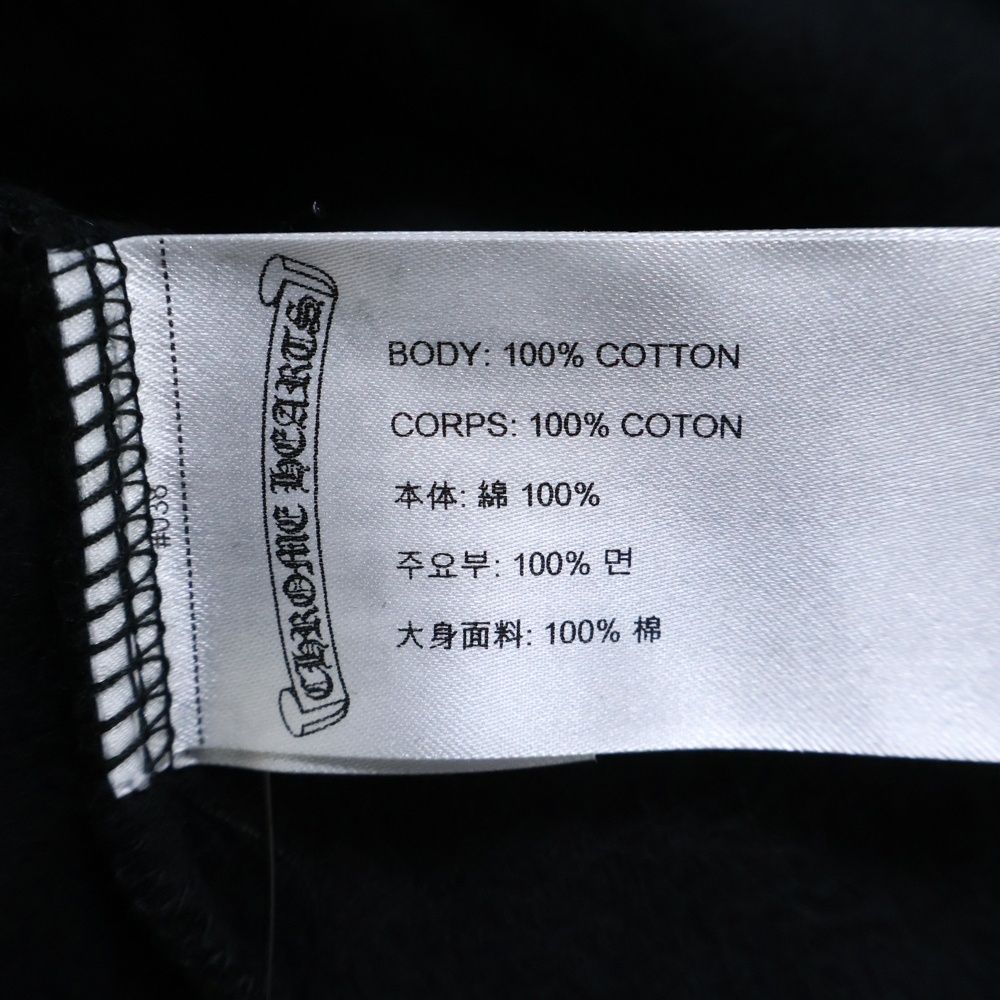 CHROME HEARTS
BODY: 100% COTTON
CORPS: 100% COTON
本体: 綿 100%
주요부: 100% 면
大身面料: 100% 棉
#038